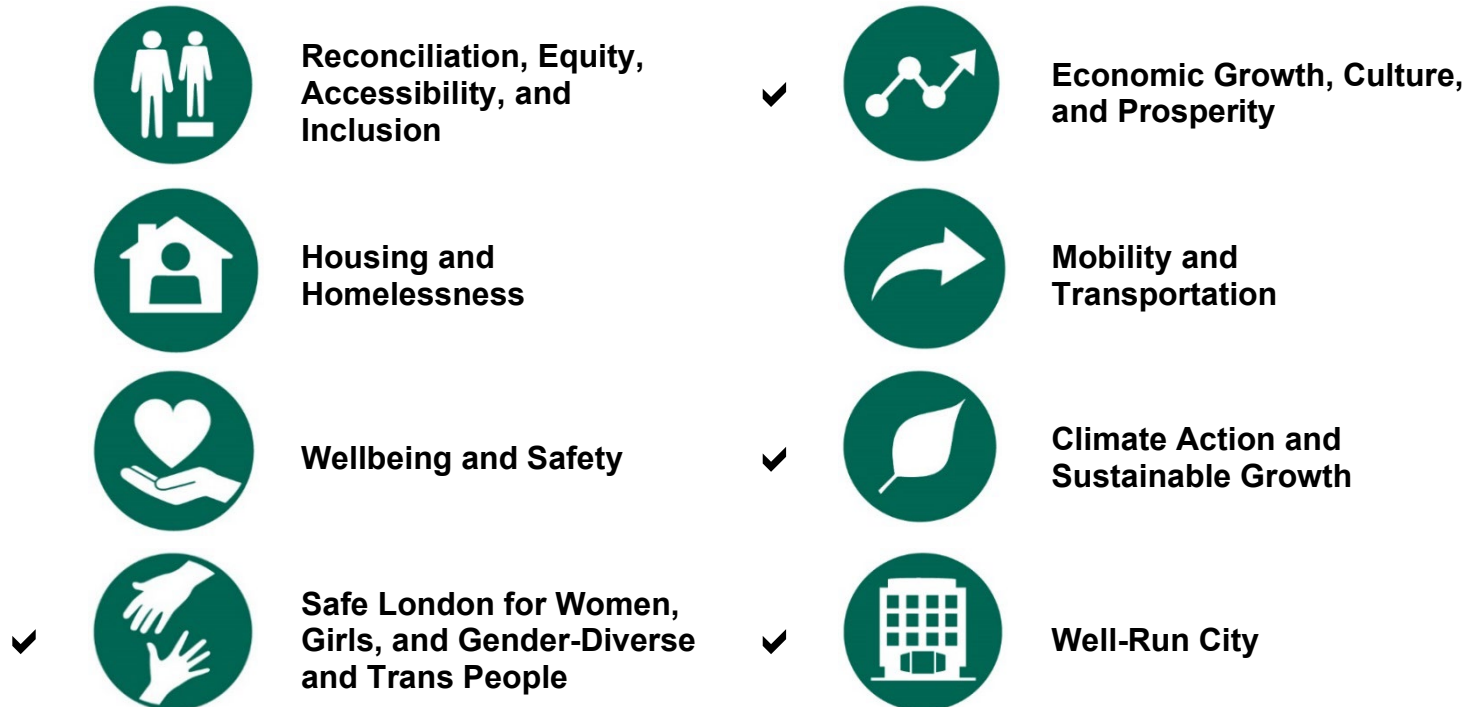 Reconciliation, Equity,
Accessibility, and
Inclusion
✔
Economic Growth, Culture,
and Prosperity
Housing and
Homelessness
Mobility and
Transportation
Wellbeing and Safety
✔
Climate Action and
Sustainable Growth
✔
Safe London for Women,
Girls, and Gender-Diverse
and Trans People
✔
Well-Run City